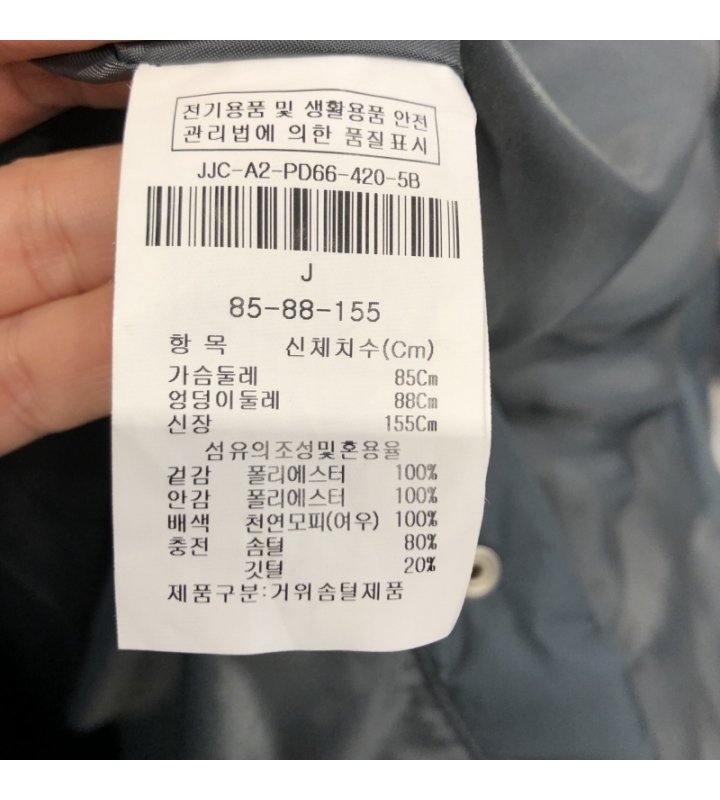 전기용품 및 생활용품 안전
관리법에 의한 품질표시
JJC-A2-PD66-420-5B
J
85-88-155
항 목 신체치수(Cm)
가슴둘레 85Cm
엉덩이둘레 88Cm
신장 155Cm
섬유의조성및혼용율
겉감 폴리에스터 100%
안감 폴리에스터 100%
배색 천연모피(여우) 100%
충전 솜털 80%
깃털 20%
제품구분:거위솜털제품